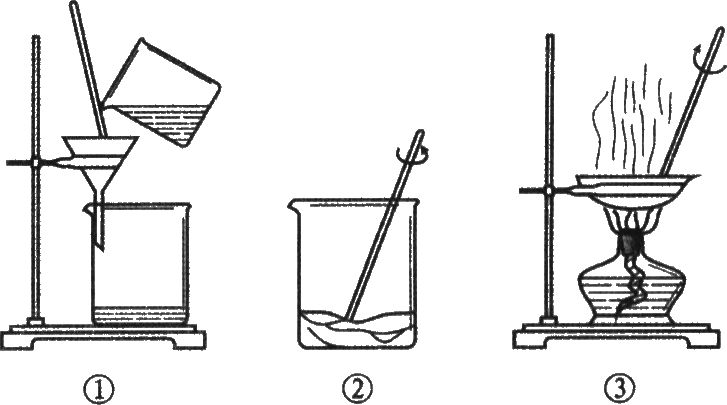 ① ② ③